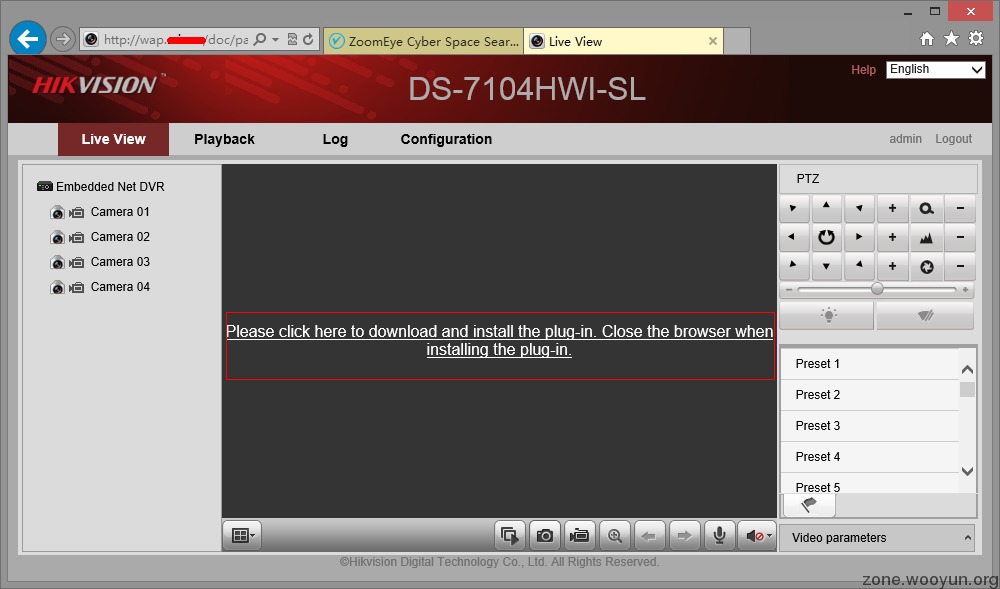 http://wap. /doc/pa
ZoomEye Cyber Space Sear...
Live View
HIKVISION™
DS-7104HWI-SL
Help
English
Live View
Playback
Log
Configuration
admin
Logout
Embedded Net DVR
Camera 01
Camera 02
Camera 03
Camera 04
Please click here to download and install the plug-in. Close the browser when
installing the plug-in.
PTZ
Preset 1
Preset 2
Preset 3
Preset 4
Preset 5
Video parameters
©Hikvision Digital Technology Co., Ltd. All Rights Reserved.
zone.wooyun.org